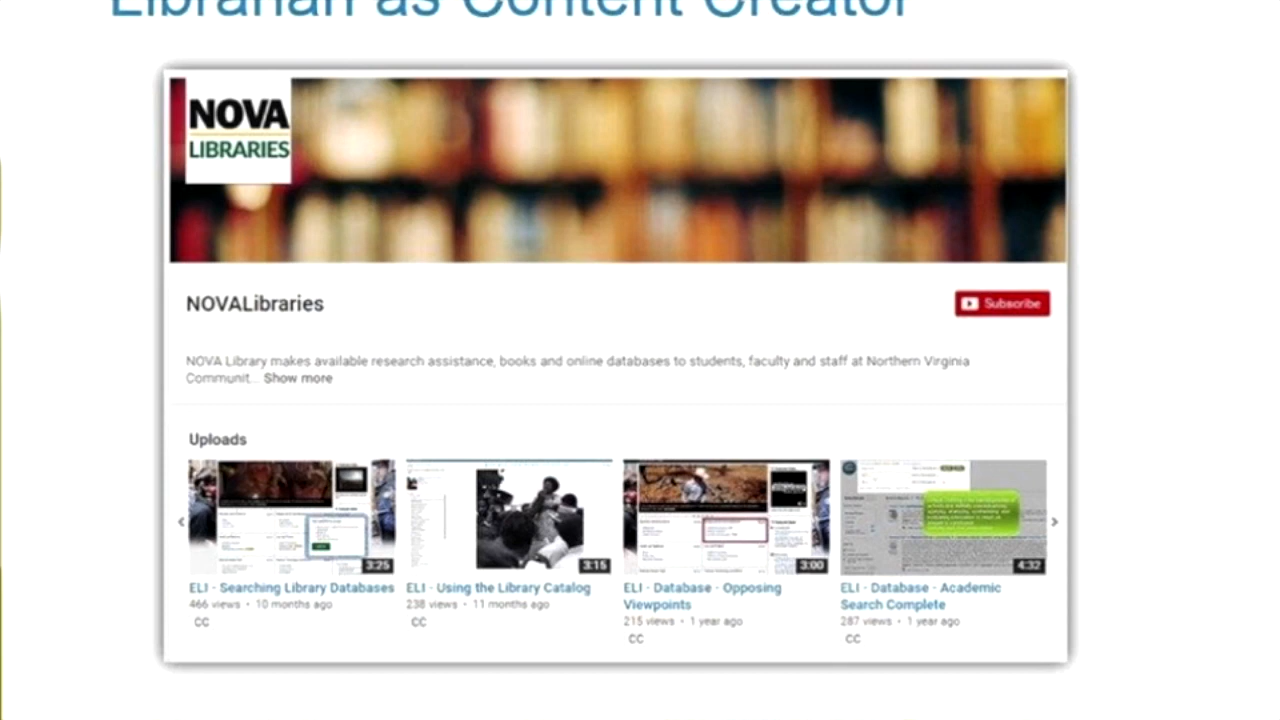 Librarian as Content Creator
NOVA
LIBRARIES
NOVALibraries
Subscribe
NOVA Library makes available research assistance, books and online databases to students, faculty and staff at Northern Virginia
Communit... Show more
Uploads
3:25
3:15
3:00
4:32
ELI - Searching Library Databases
466 views • 10 months ago
CC
ELI - Using the Library Catalog
238 views • 11 months ago
CC
ELI - Database - Opposing
Viewpoints
215 views • 1 year ago
CC
ELI - Database - Academic
Search Complete
287 views • 1 year ago
CC